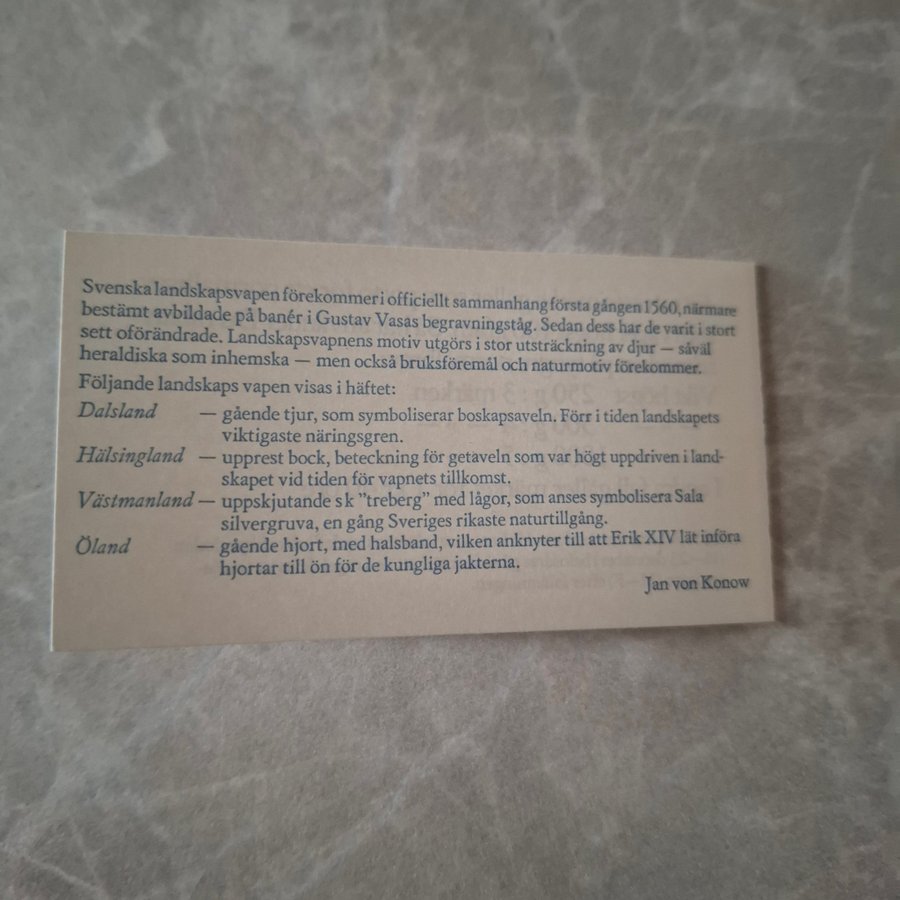 Svenska landskapsvapen förekommer i officiellt sammanhang första gången 1560, närmare
bestämt avbildade på banér i Gustav Vasas begravningståg. Sedan dess har de varit i stort
sett oförändrade. Landskapsvapnens motiv utgörs i stor utsträckning av djur — såväl
heraldiska som inhemska — men också bruksföremål och naturmotiv förekommer.
Följande landskaps vapen visas i häftet:
Dalsland — gående tjur, som symboliserar boskapsaveln. Förr i tiden landskapets
viktigaste näringsgren.
Hälsingland — upprest bock, beteckning för getaveln som var högt uppdriven i land-
skapet vid tiden för vapnets tillkomst.
Västmanland — uppskjutande s k ”treberg” med lågor, som anses symbolisera Sala
silvergruva, en gång Sveriges rikaste naturtillgång.
Öland — gående hjort, med halsband, vilken anknyter till att Erik XIV lät införa
hjortar till ön för de kungliga jakterna.
Jan von Konow